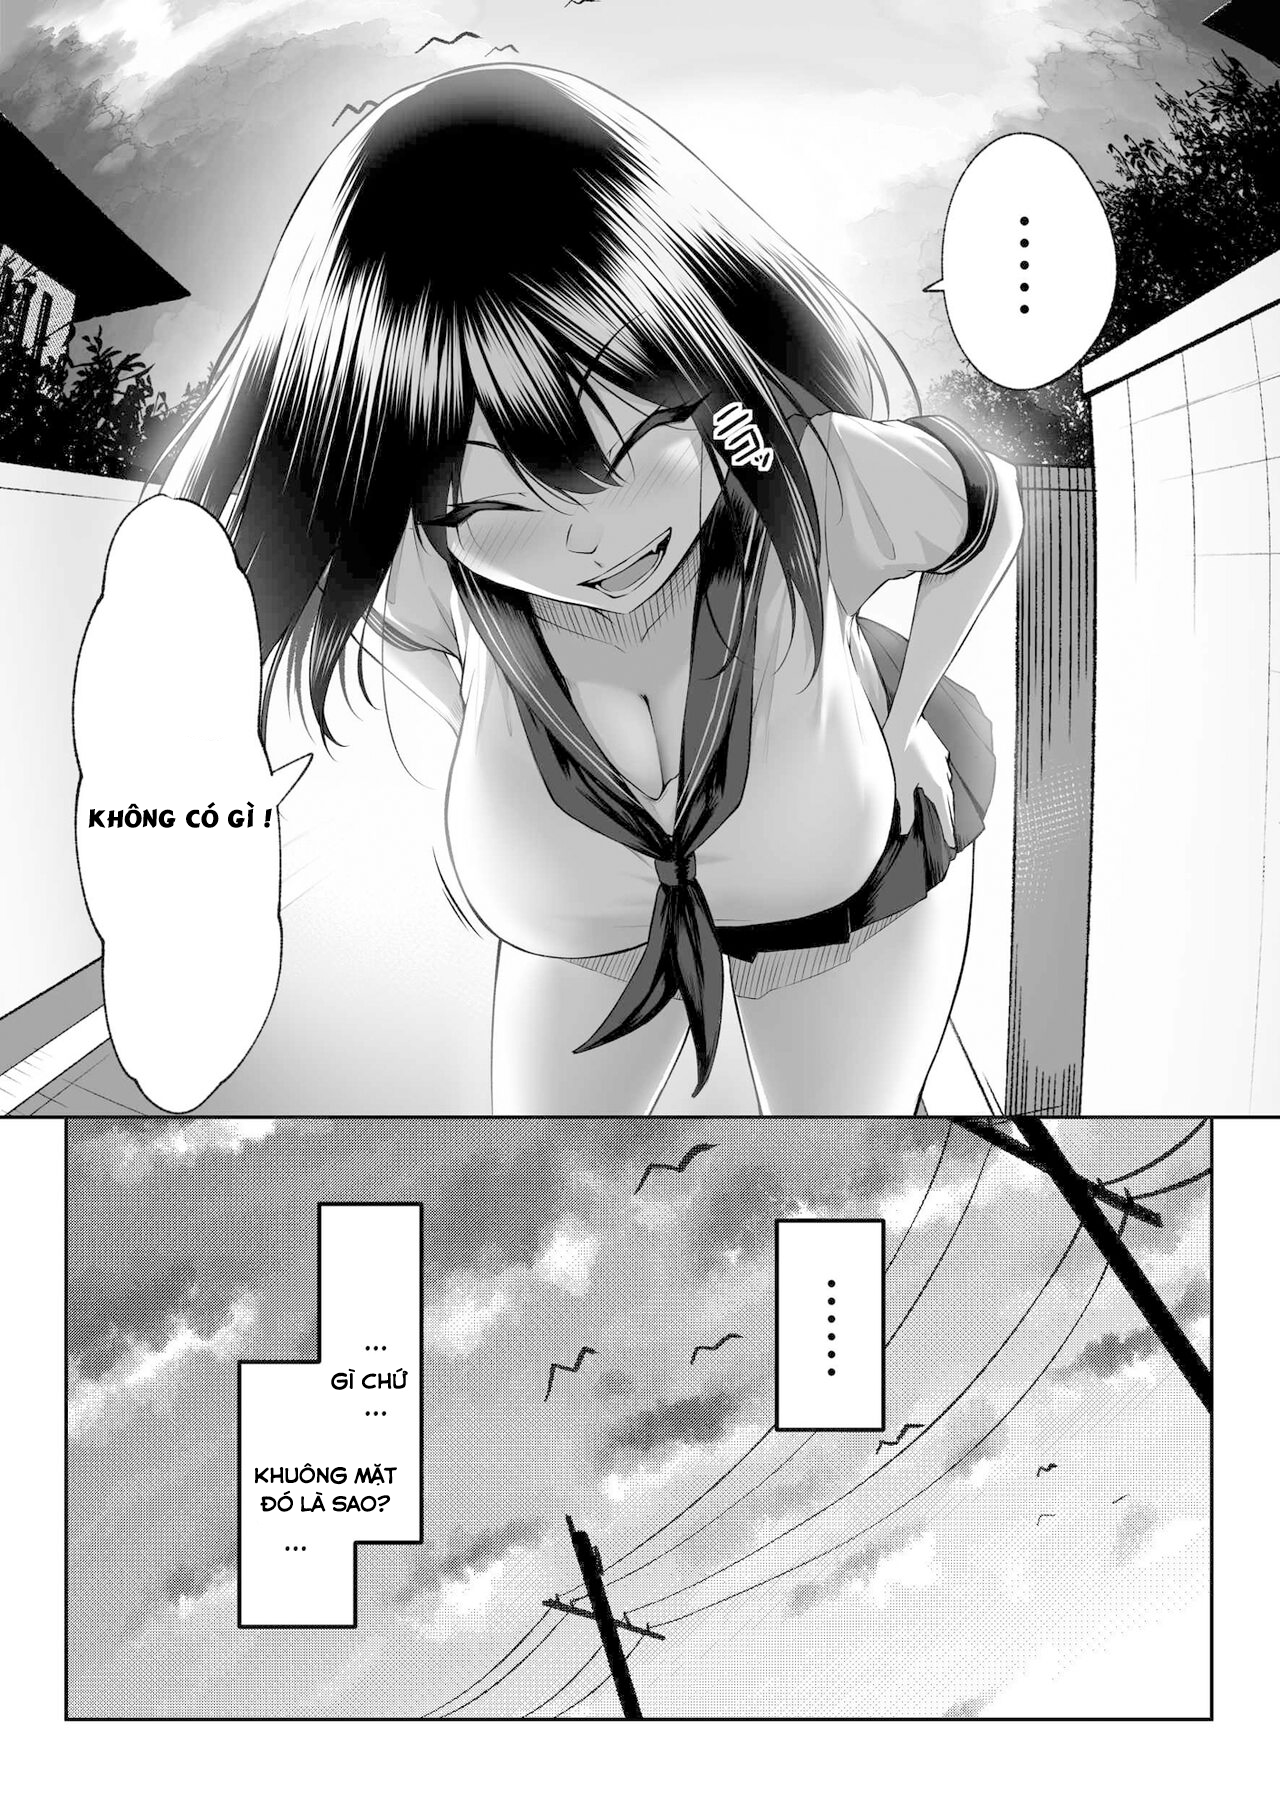 ......
KHÔNG CÓ GÌ !
......
...
GÌ CHỨ
...
KHUÔNG MẶT
ĐÓ LÀ SAO?
...